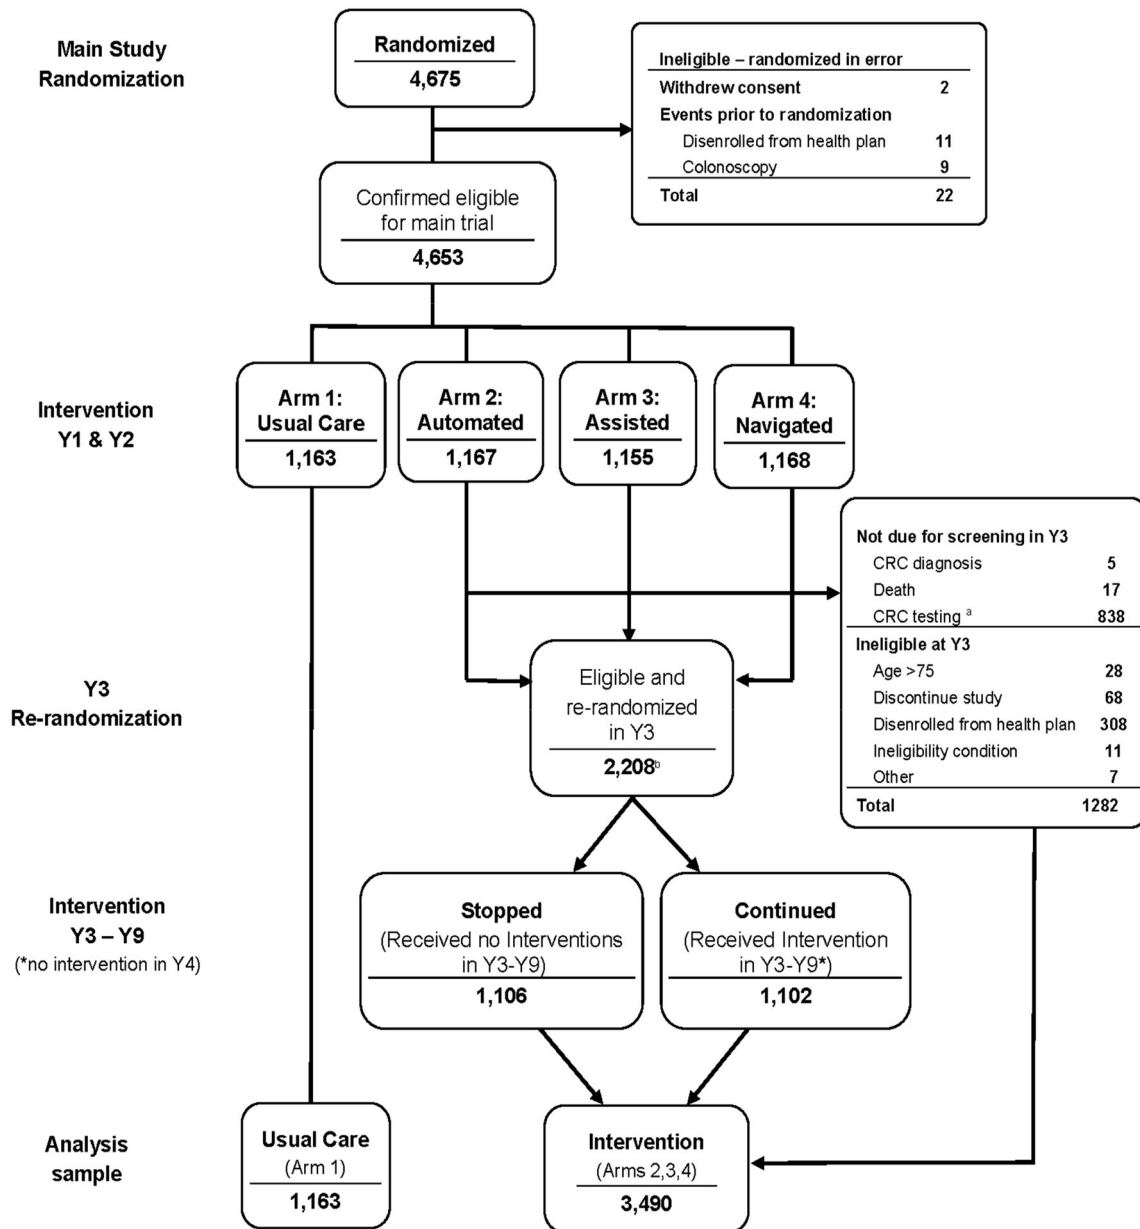 Main Study
Randomization
Randomized
4,675
Ineligible – randomized in error
Withdrew consent 2
Events prior to randomization
Disenrolled from health plan 11
Colonoscopy 9
Total 22
Confirmed eligible
for main trial
4,653
Intervention
Y1 & Y2
Arm 1:
Usual Care
1,163
Arm 2:
Automated
1,167
Arm 3:
Assisted
1,155
Arm 4:
Navigated
1,168
Not due for screening in Y3
CRC diagnosis 5
Death 17
CRC testing a 838
Ineligible at Y3
Age >75 28
Discontinue study 68
Disenrolled from health plan 308
Ineligibility condition 11
Other 7
Total 1282
Y3
Re-randomization
Eligible and
re-randomized
in Y3
2,208b
Intervention
Y3 – Y9
(*no intervention in Y4)
Stopped
(Received no Interventions
in Y3-Y9)
1,106
Continued
(Received Intervention
in Y3-Y9*)
1,102
Analysis
sample
Usual Care
(Arm 1)
1,163
Intervention
(Arms 2,3,4)
3,490